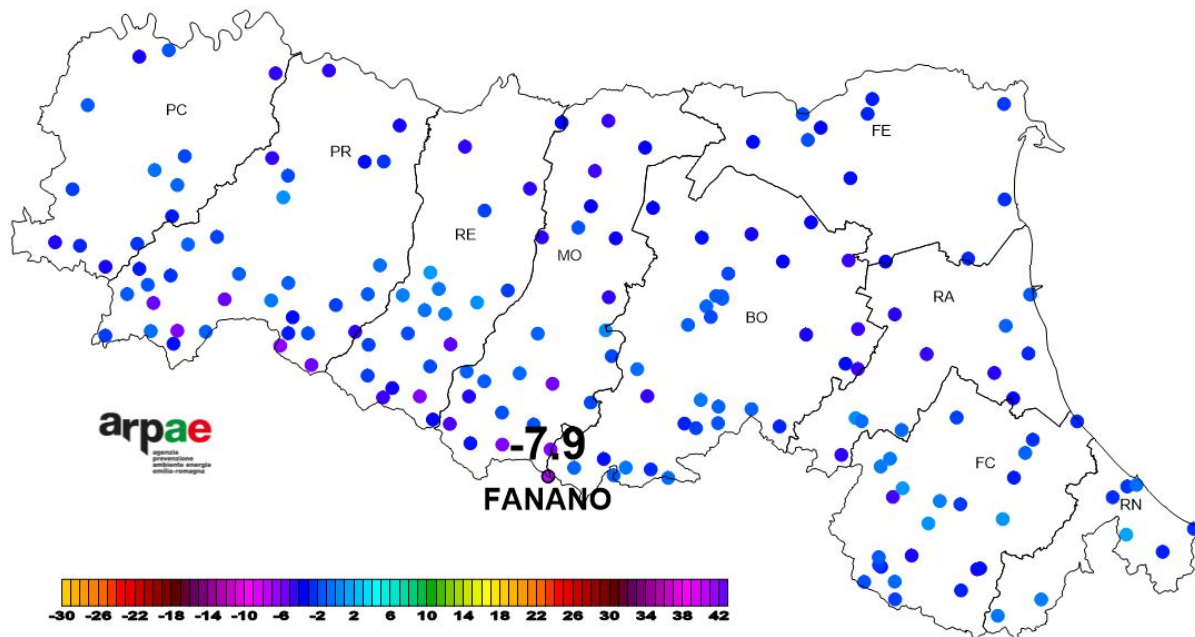 PC
PR
RE
MO
FE
BO
RA
FC
RN
-7.9
FANANO
arpae
agenzia
prevenzione
ambiente energia
emilia-romagna
-30 -26 -22 -18 -14 -10 -6 -2 2 6 10 14 18 22 26 30 34 38 42